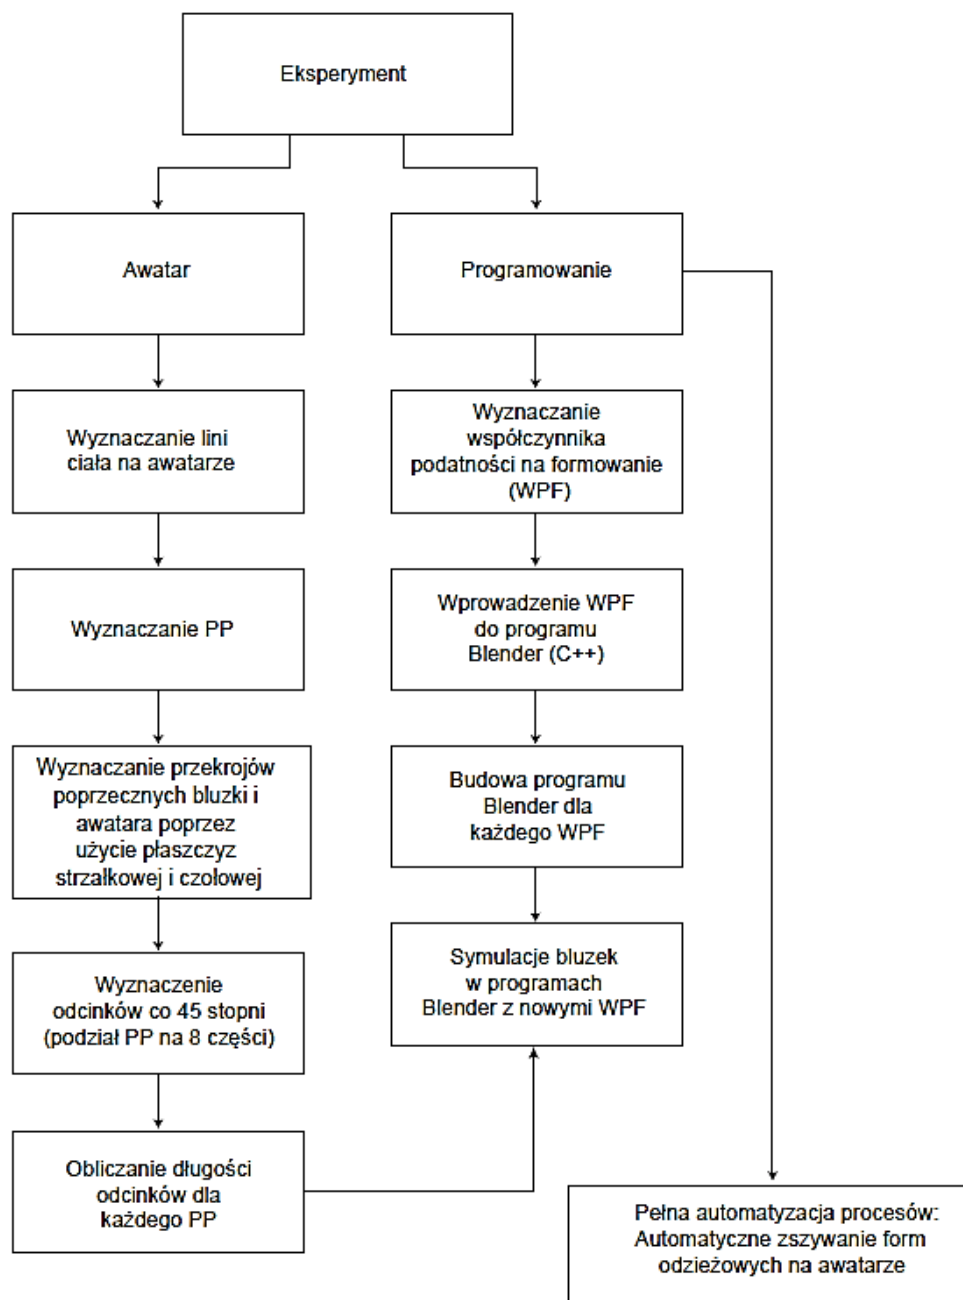 Eksperyment
Awatar
Programowanie
Wyznaczanie lini
ciała na awatarze
Wyznaczanie
współczynnika
podatności na formowanie
(WPF)
Wyznaczanie PP
Wprowadzenie WPF
do programu
Blender (C++)
Wyznaczanie przekrojów
poprzecznych bluzki i
awatara poprzez
użycie płaszczyz
strzałkowej i czołowej
Budowa programu
Blender dla
każdego WPF
Wyznaczenie
odcinków co 45 stopni
(podział PP na 8 części)
Symulacje bluzek
w programach
Blender z nowymi WPF
Obliczanie długości
odcinków dla
każdego PP
Pełna automatyzacja procesów:
Automatyczne zszywanie form
odzieżowych na awatarze